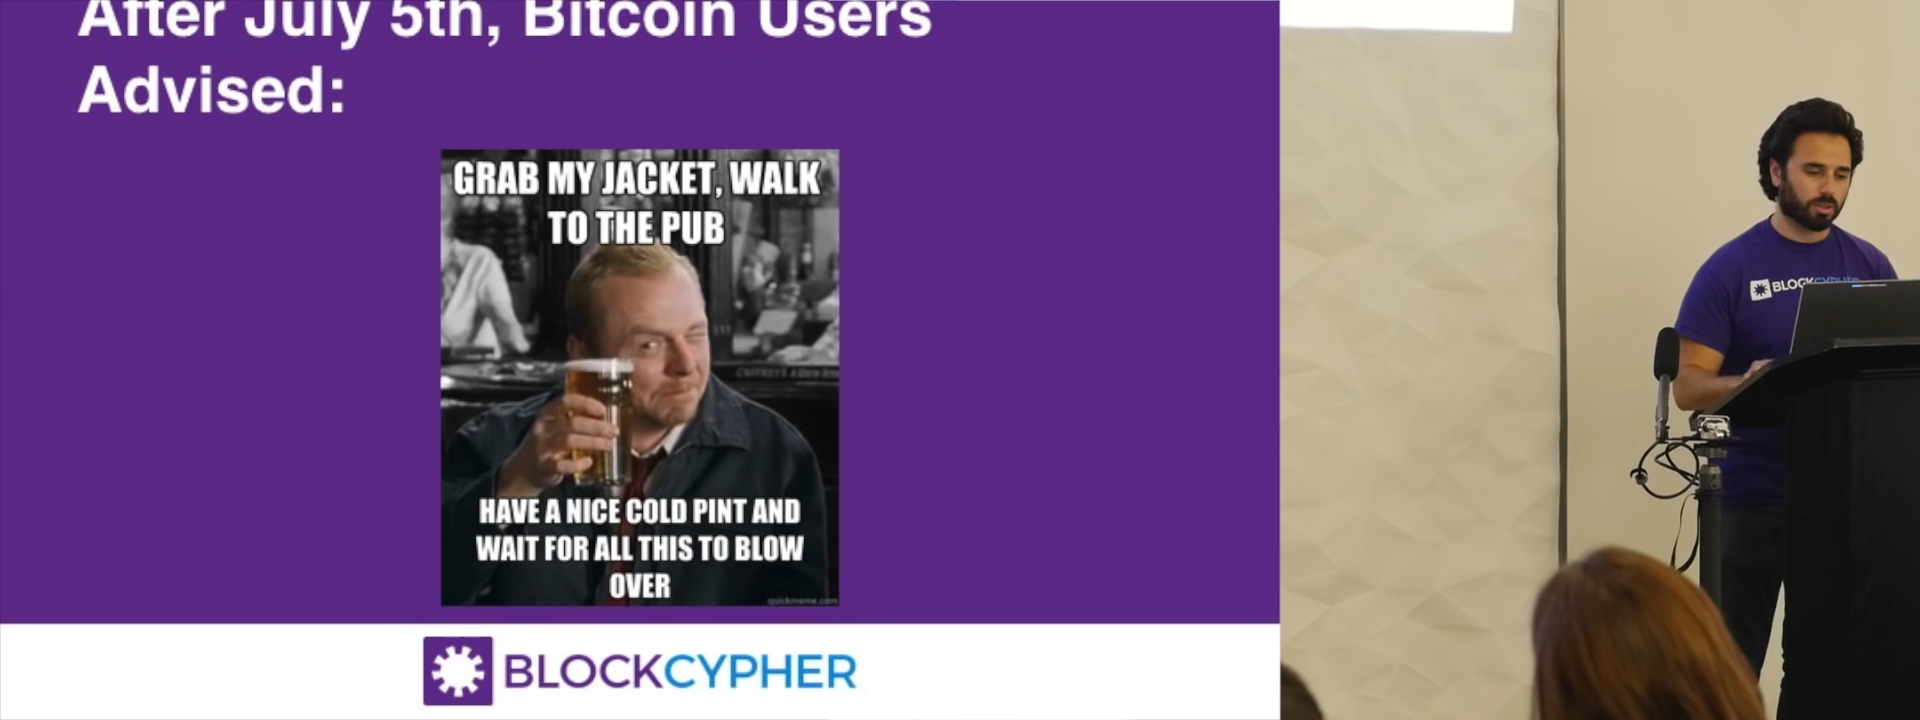 After July 5th, Bitcoin Users
Advised:
GRAB MY JACKET, WALK
TO THE PUB
HAVE A NICE COLD PINT AND
WAIT FOR ALL THIS TO BLOW
OVER
quickmeme.com
BLOCKCYPHER
BLOCKCYPHER